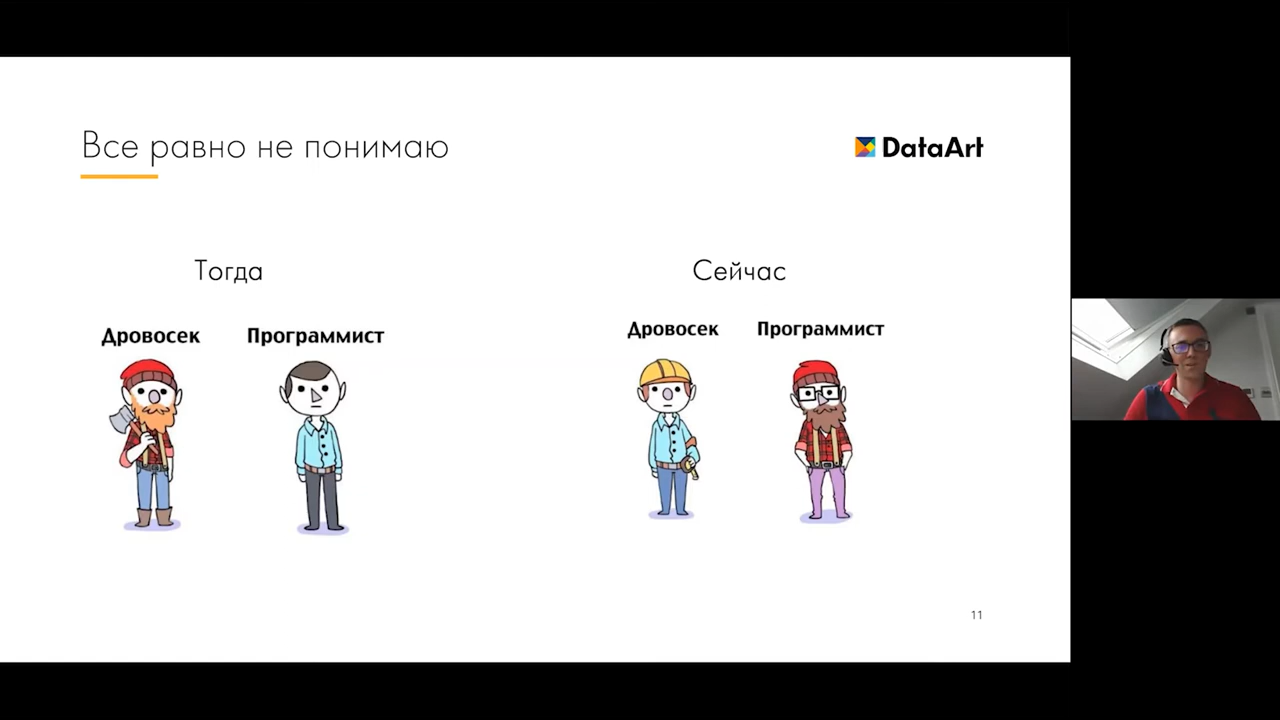 Все равно не понимаю
DataArt
Тогда
Сейчас
Дровосек Программист
Дровосек Программист
11